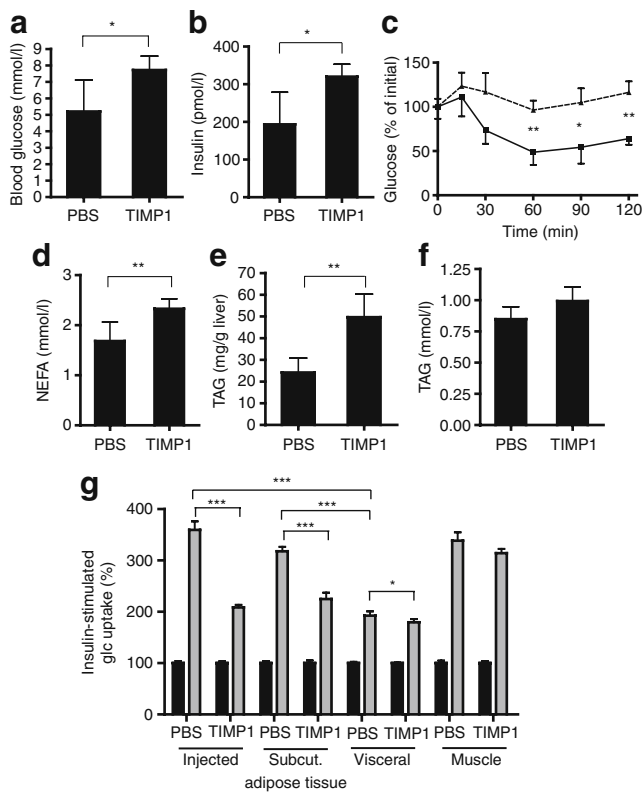 a
*
Blood glucose (mmol/l)
9
8
7
6
5
4
3
2
1
0
PBS TIMP1
b
*
Insulin (pmol/l)
400
300
200
100
0
PBS TIMP1
c
Glucose (% of initial)
150
100
50
0
** * **
0 30 60 90 120
Time (min)
d
**
NEFA (mmol/l)
3
2
1
0
PBS TIMP1
e
**
TAG (mg/g liver)
70
60
50
40
30
20
10
0
PBS TIMP1
f
TAG (mmol/l)
1.25
1.00
0.75
0.50
0.25
0.00
PBS TIMP1
g
***
*** ***
***
*
Insulin-stimulated
glc uptake (%)
400
300
200
100
0
PBS TIMP1 PBS TIMP1 PBS TIMP1 PBS TIMP1
Injected Subcut. Visceral Muscle
adipose tissue